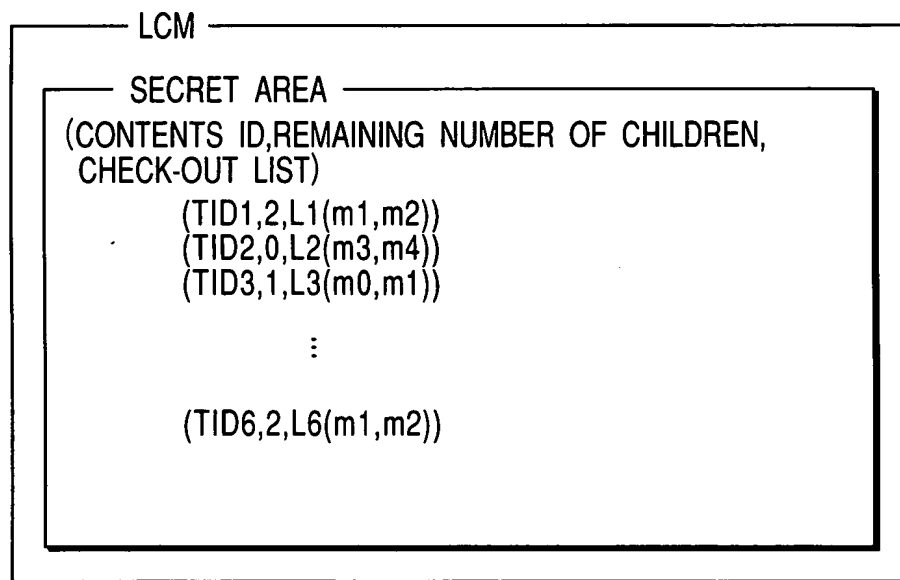 LCM
SECRET AREA
(CONTENTS ID,REMAINING NUMBER OF CHILDREN,
CHECK-OUT LIST)
(TID1,2,L1(m1,m2))
(TID2,0,L2(m3,m4))
(TID3,1,L3(m0,m1))
⋮
(TID6,2,L6(m1,m2))